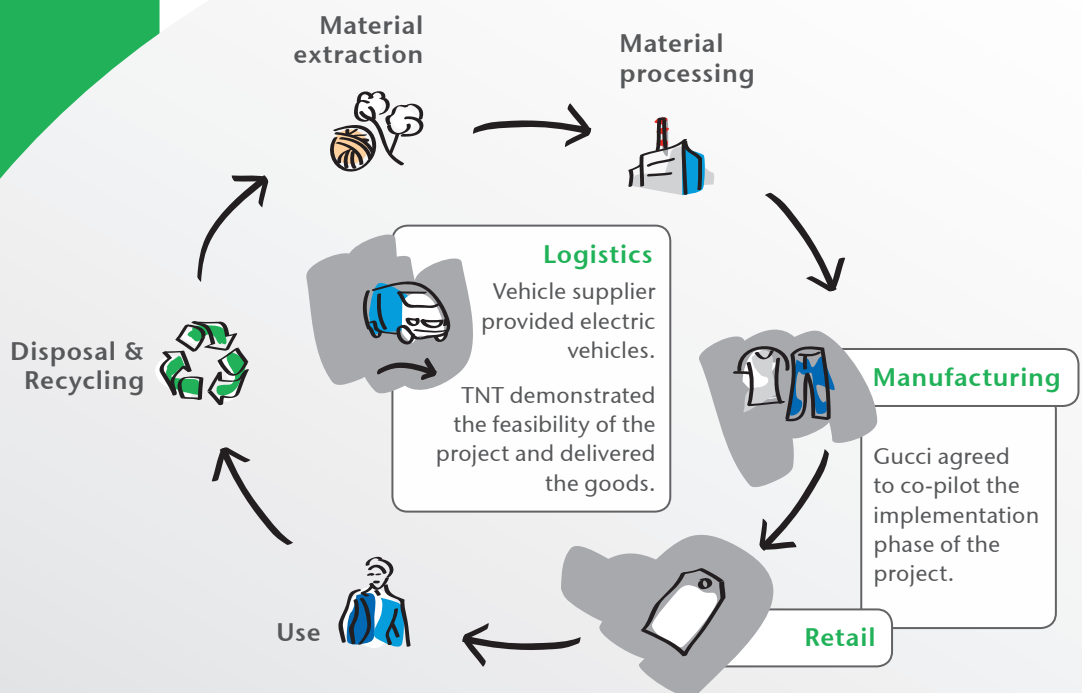 Material
extraction
Material
processing
Logistics
Vehicle supplier
provided electric
vehicles.
TNT demonstrated
the feasibility of the
project and delivered
the goods.
Disposal &
Recycling
Manufacturing
Gucci agreed
to co-pilot the
implementation
phase of the
project.
Use
Retail